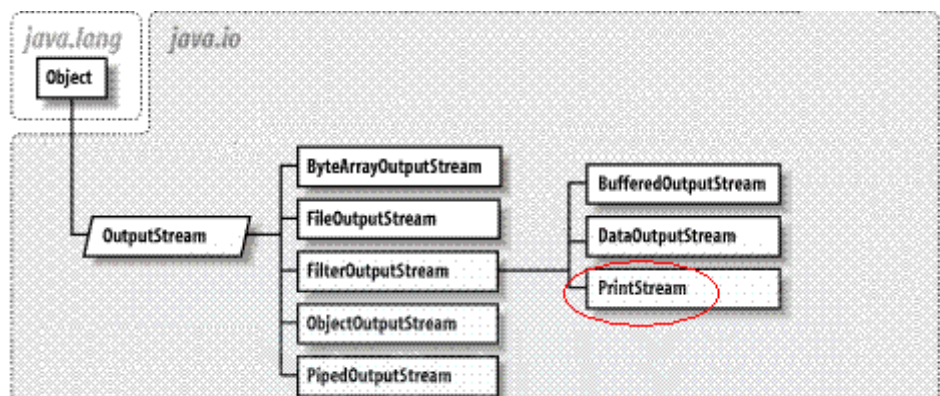 java.lang
java.io
Object
OutputStream
ByteArrayOutputStream
FileOutputStream
FilterOutputStream
ObjectOutputStream
PipedOutputStream
BufferedOutputStream
DataOutputStream
PrintStream